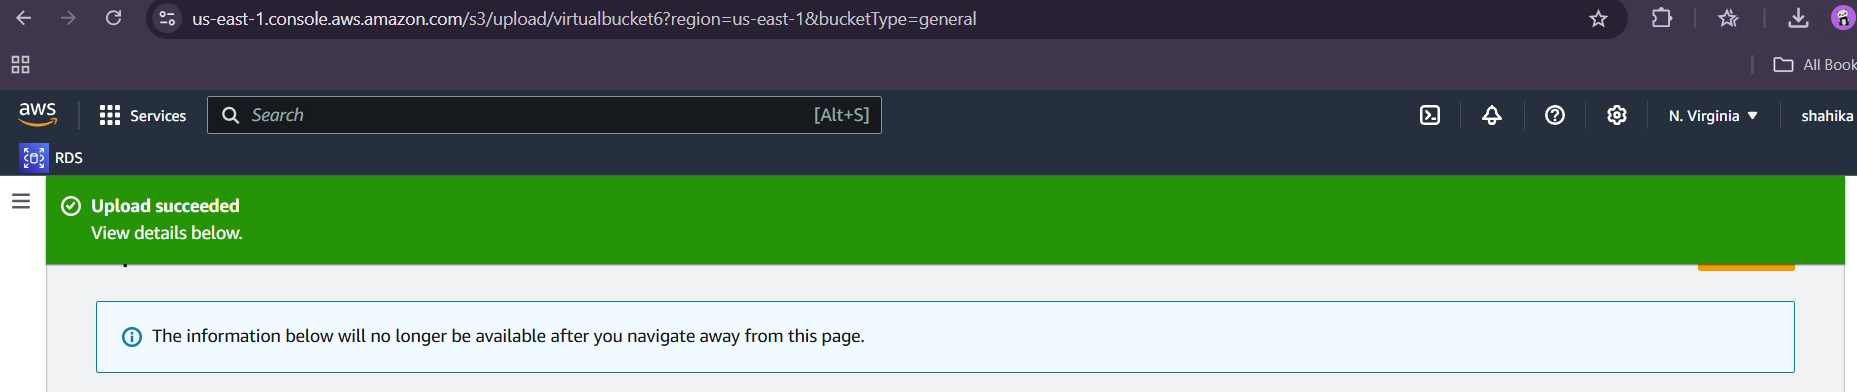 us-east-1.console.aws.amazon.com/s3/upload/virtualbucket6?region=us-east-1&bucketType=general
All Book
aws
Services
Search
[Alt+S]
N. Virginia
shahika
RDS
Upload succeeded
View details below.
The information below will no longer be available after you navigate away from this page.